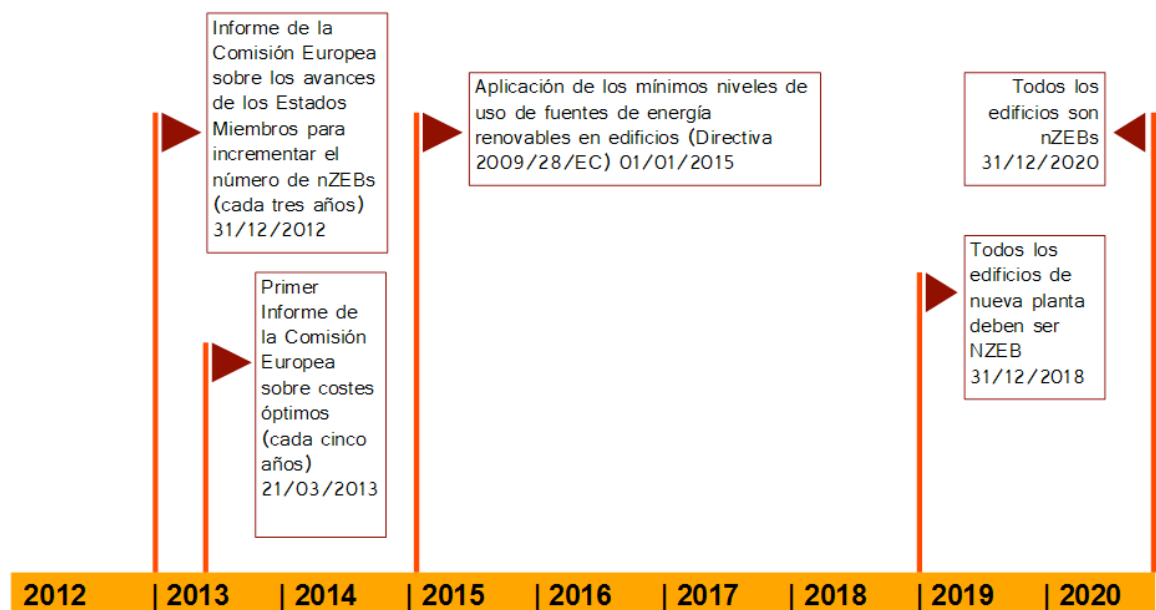 Informe de la
Comisión Europea
sobre los avances
de los Estados
Miembros para
incrementar el
número de nZEBs
(cada tres años)
31/12/2012
Primer
Informe de
la Comisión
Europea
sobre costes
óptimos
(cada cinco
años)
21/03/2013
Aplicación de los mínimos niveles de
uso de fuentes de energía
renovables en edificios (Directiva
2009/28/EC) 01/01/2015
Todos los
edificios son
nZEBs
31/12/2020
Todos los
edificios de
nueva planta
deben ser
NZEB
31/12/2018
2012 | 2013 | 2014 | 2015 | 2016 | 2017 | 2018 | 2019 | 2020